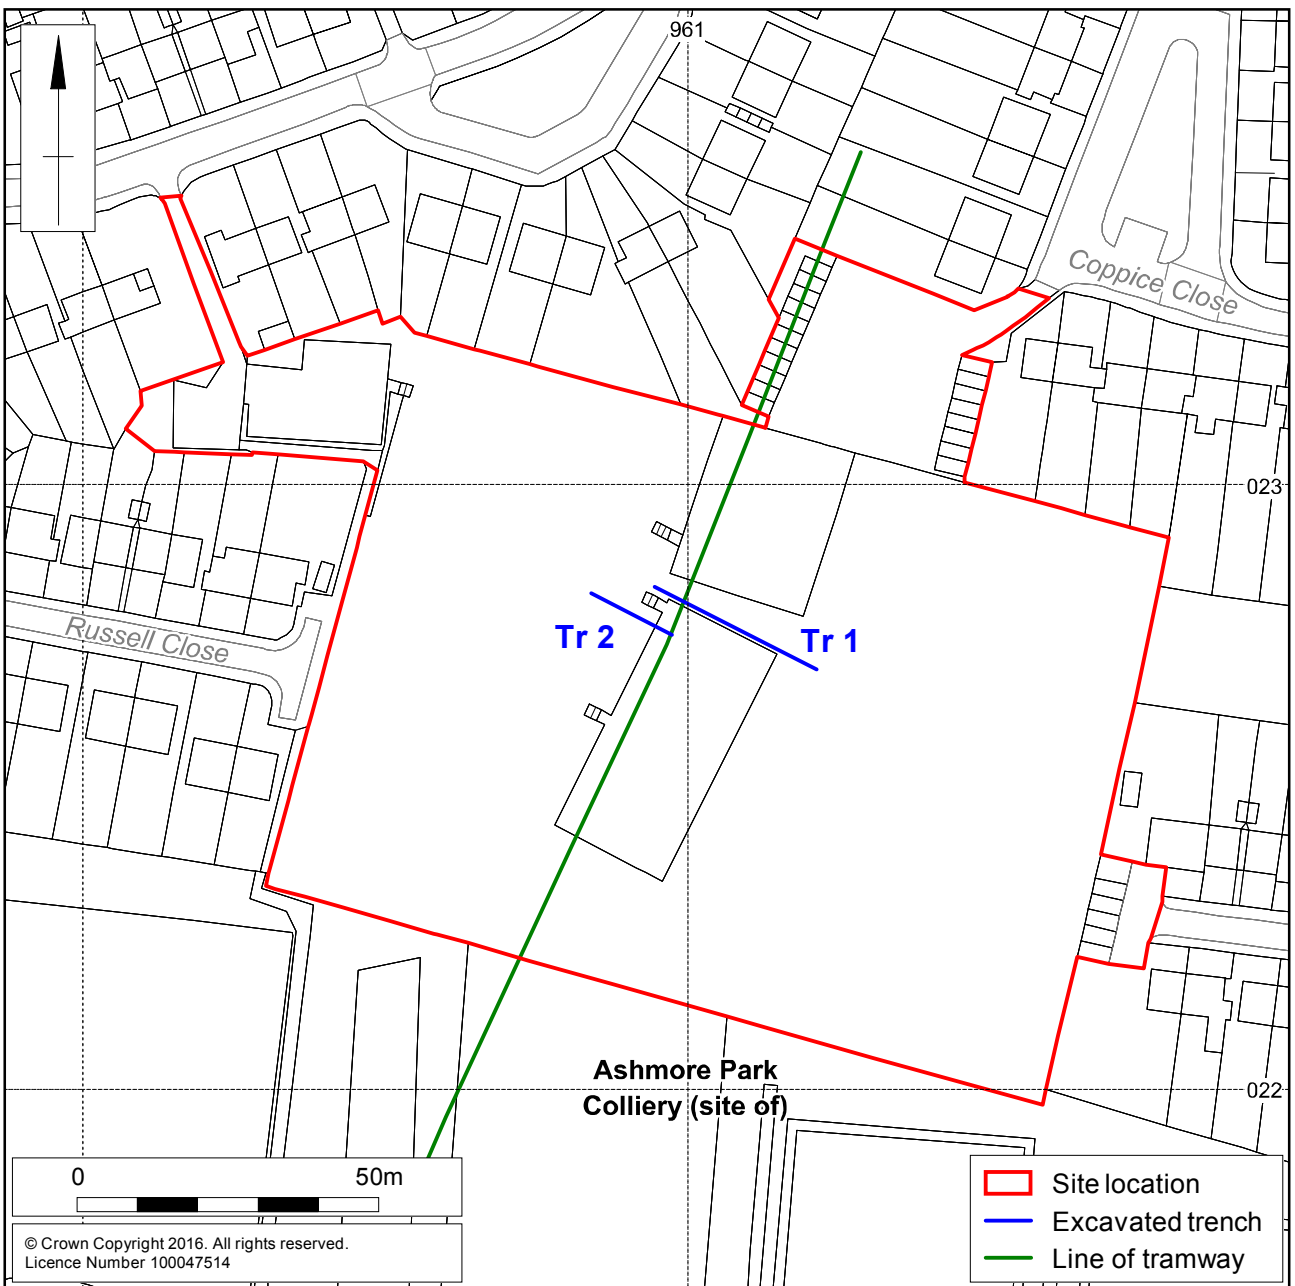 961
Coppice Close
023
Tr 2
Tr 1
Russell Close
Ashmore Park
Colliery (site of)
022
0 50m
© Crown Copyright 2016. All rights reserved.
Licence Number 100047514
Site location
Excavated trench
Line of tramway